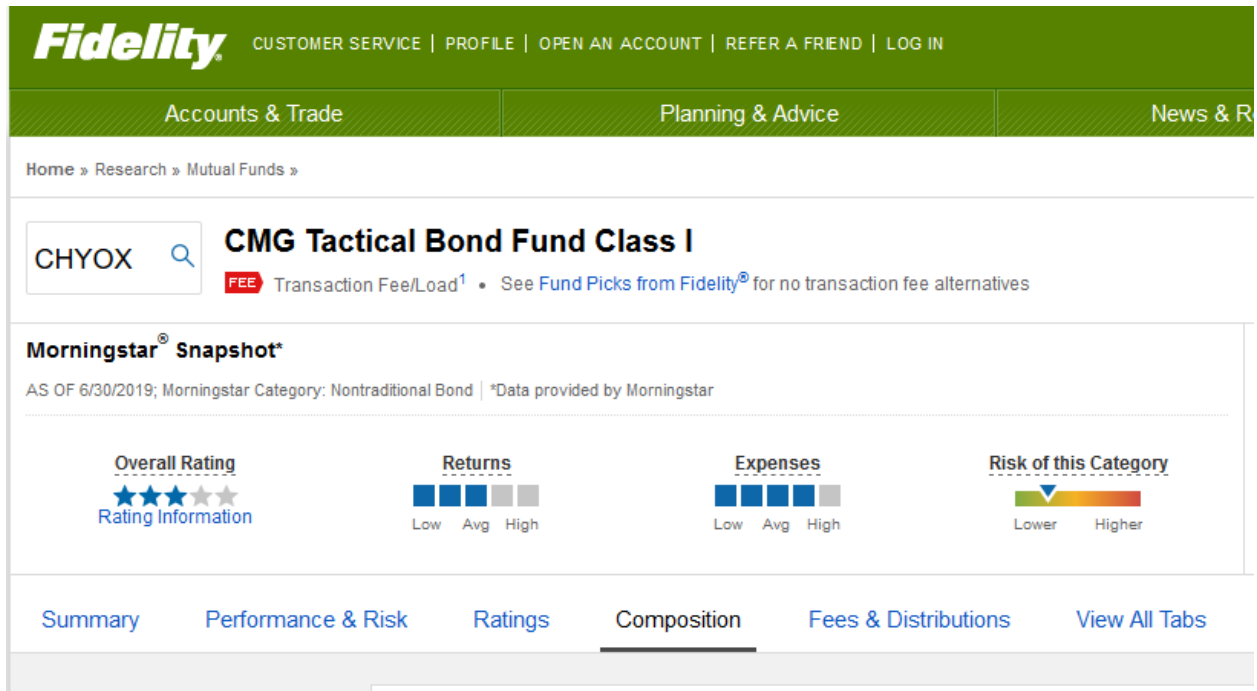 Fidelity. CUSTOMER SERVICE | PROFILE | OPEN AN ACCOUNT | REFER A FRIEND | LOG IN
Accounts & Trade Planning & Advice News & R
Home » Research » Mutual Funds »
CHYOX
CMG Tactical Bond Fund Class I
FEE Transaction Fee/Load1 • See Fund Picks from Fidelity® for no transaction fee alternatives
Morningstar® Snapshot*
AS OF 6/30/2019; Morningstar Category: Nontraditional Bond | *Data provided by Morningstar
Overall Rating Returns Expenses Risk of this Category
Rating Information
Low Avg High Low Avg High Lower Higher
Summary Performance & Risk Ratings Composition Fees & Distributions View All Tabs